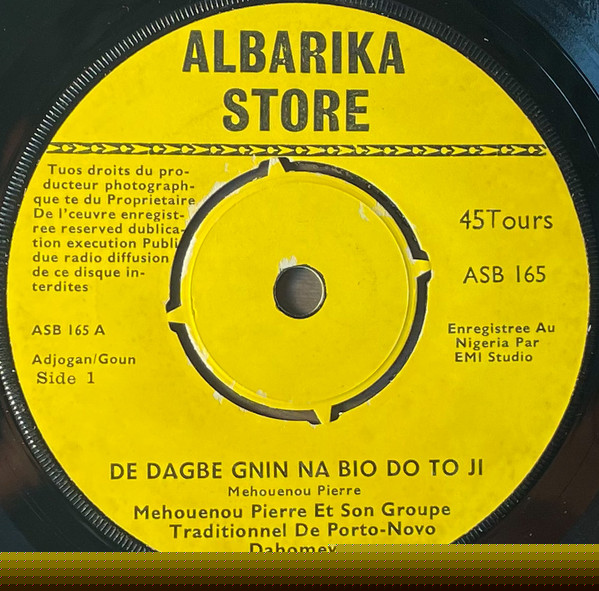 ALBARIKA
STORE
Tuos droits du pro-
ducteur photograph-
que te du Proprietaire
De l'ceuvre enregist-
ree reserved dublica-
tion execution Publi
due radio diffusion
de ce disque in-
terdites
45Tours
ASB 165
ASB 165 A
Adjogan/Goun
Side 1
Enregistree Au
Nigeria Par
EMI Studio
DE DAGBE GNIN NA BIO DO TO JI
Mehouenou Pierre
Mehouenou Pierre Et Son Groupe
Traditionnel De Porto-Novo
Dahomey